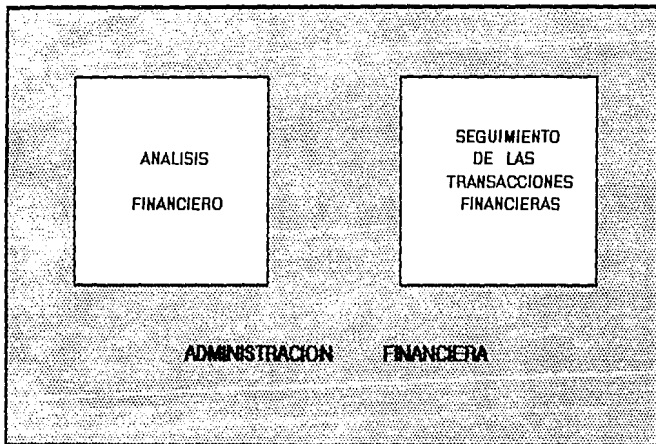 ANALISIS
FINANCIERO
SEGUIMIENTO
DE LAS
TRANSACCIONES
FINANCIERAS
ADMINISTRACION FINANCIERA